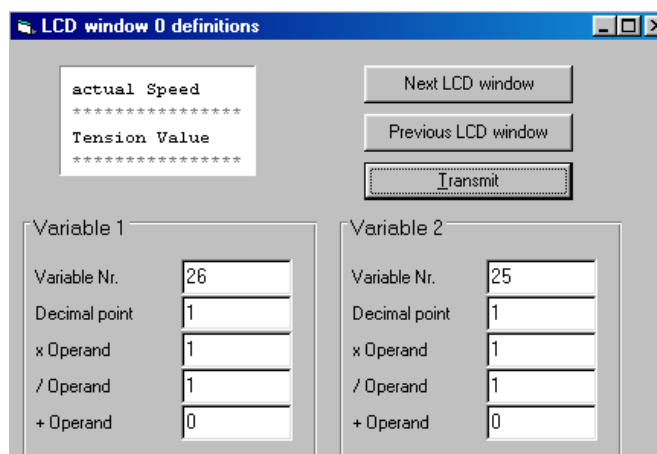 LCD window 0 definitions
actual Speed
****************
Tension Value
****************
Next LCD window
Previous LCD window
Transmit
Variable 1
Variable Nr. 26
Decimal point 1
x Operand 1
/ Operand 1
+ Operand 0
Variable 2
Variable Nr. 25
Decimal point 1
x Operand 1
/ Operand 1
+ Operand 0